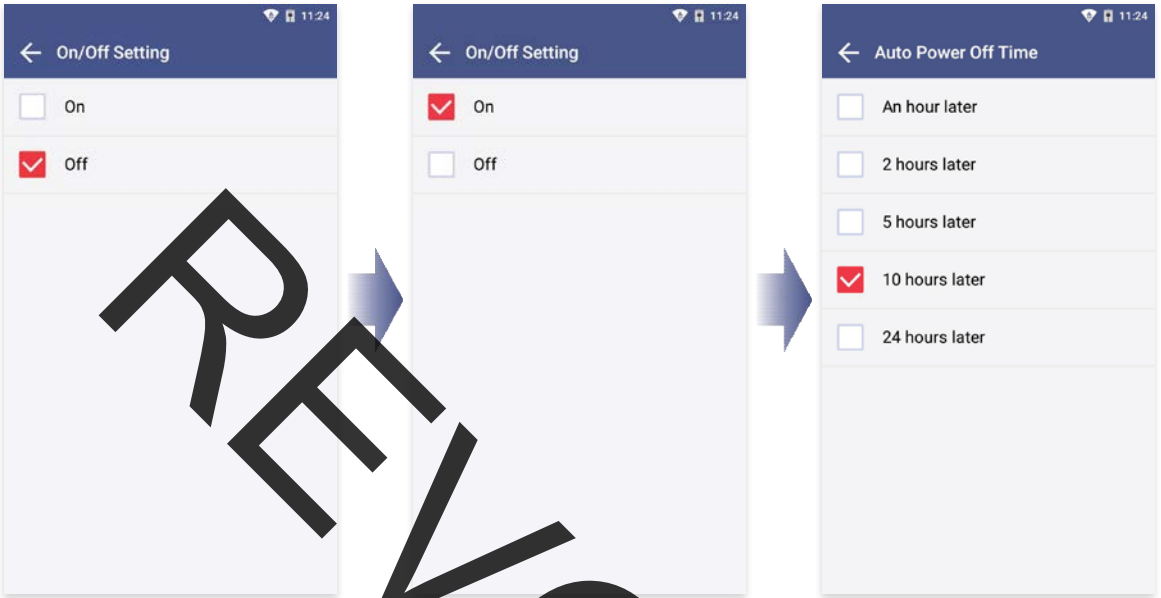 11:24
On/Off Setting
On
Off
11:24
On/Off Setting
On
Off
11:24
Auto Power Off Time
An hour later
2 hours later
5 hours later
10 hours later
24 hours later
REV